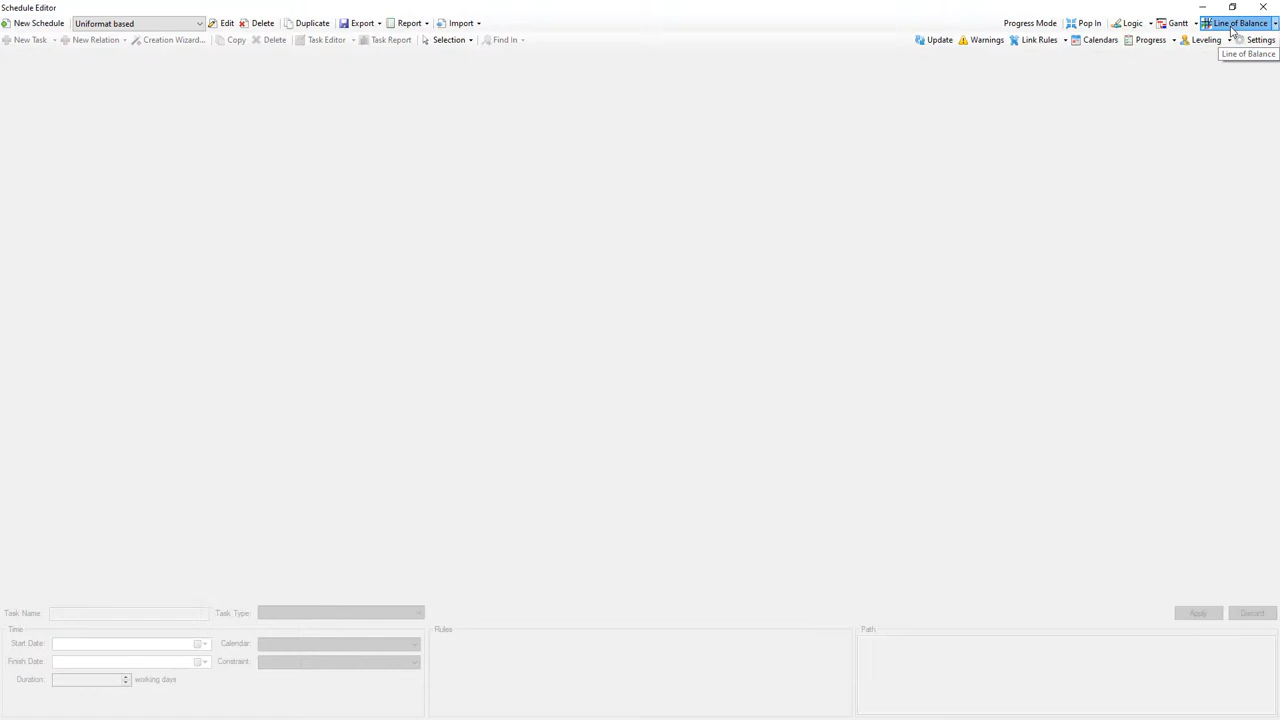 Schedule Editor
New Schedule Uniformat based Edit Delete Duplicate Export Report Import Progress Mode Pop In Logic Gantt Line of Balance
New Task New Relation Creation Wizard... Copy Delete Task Editor Task Report Selection Find In Update Warnings Link Rules Calendars Progress Leveling Settings
Line of Balance
Task Name: Task Type: Apply Discard
Time Rules Path
Start Date: Calendar:
Finish Date: Constraint:
Duration: working days